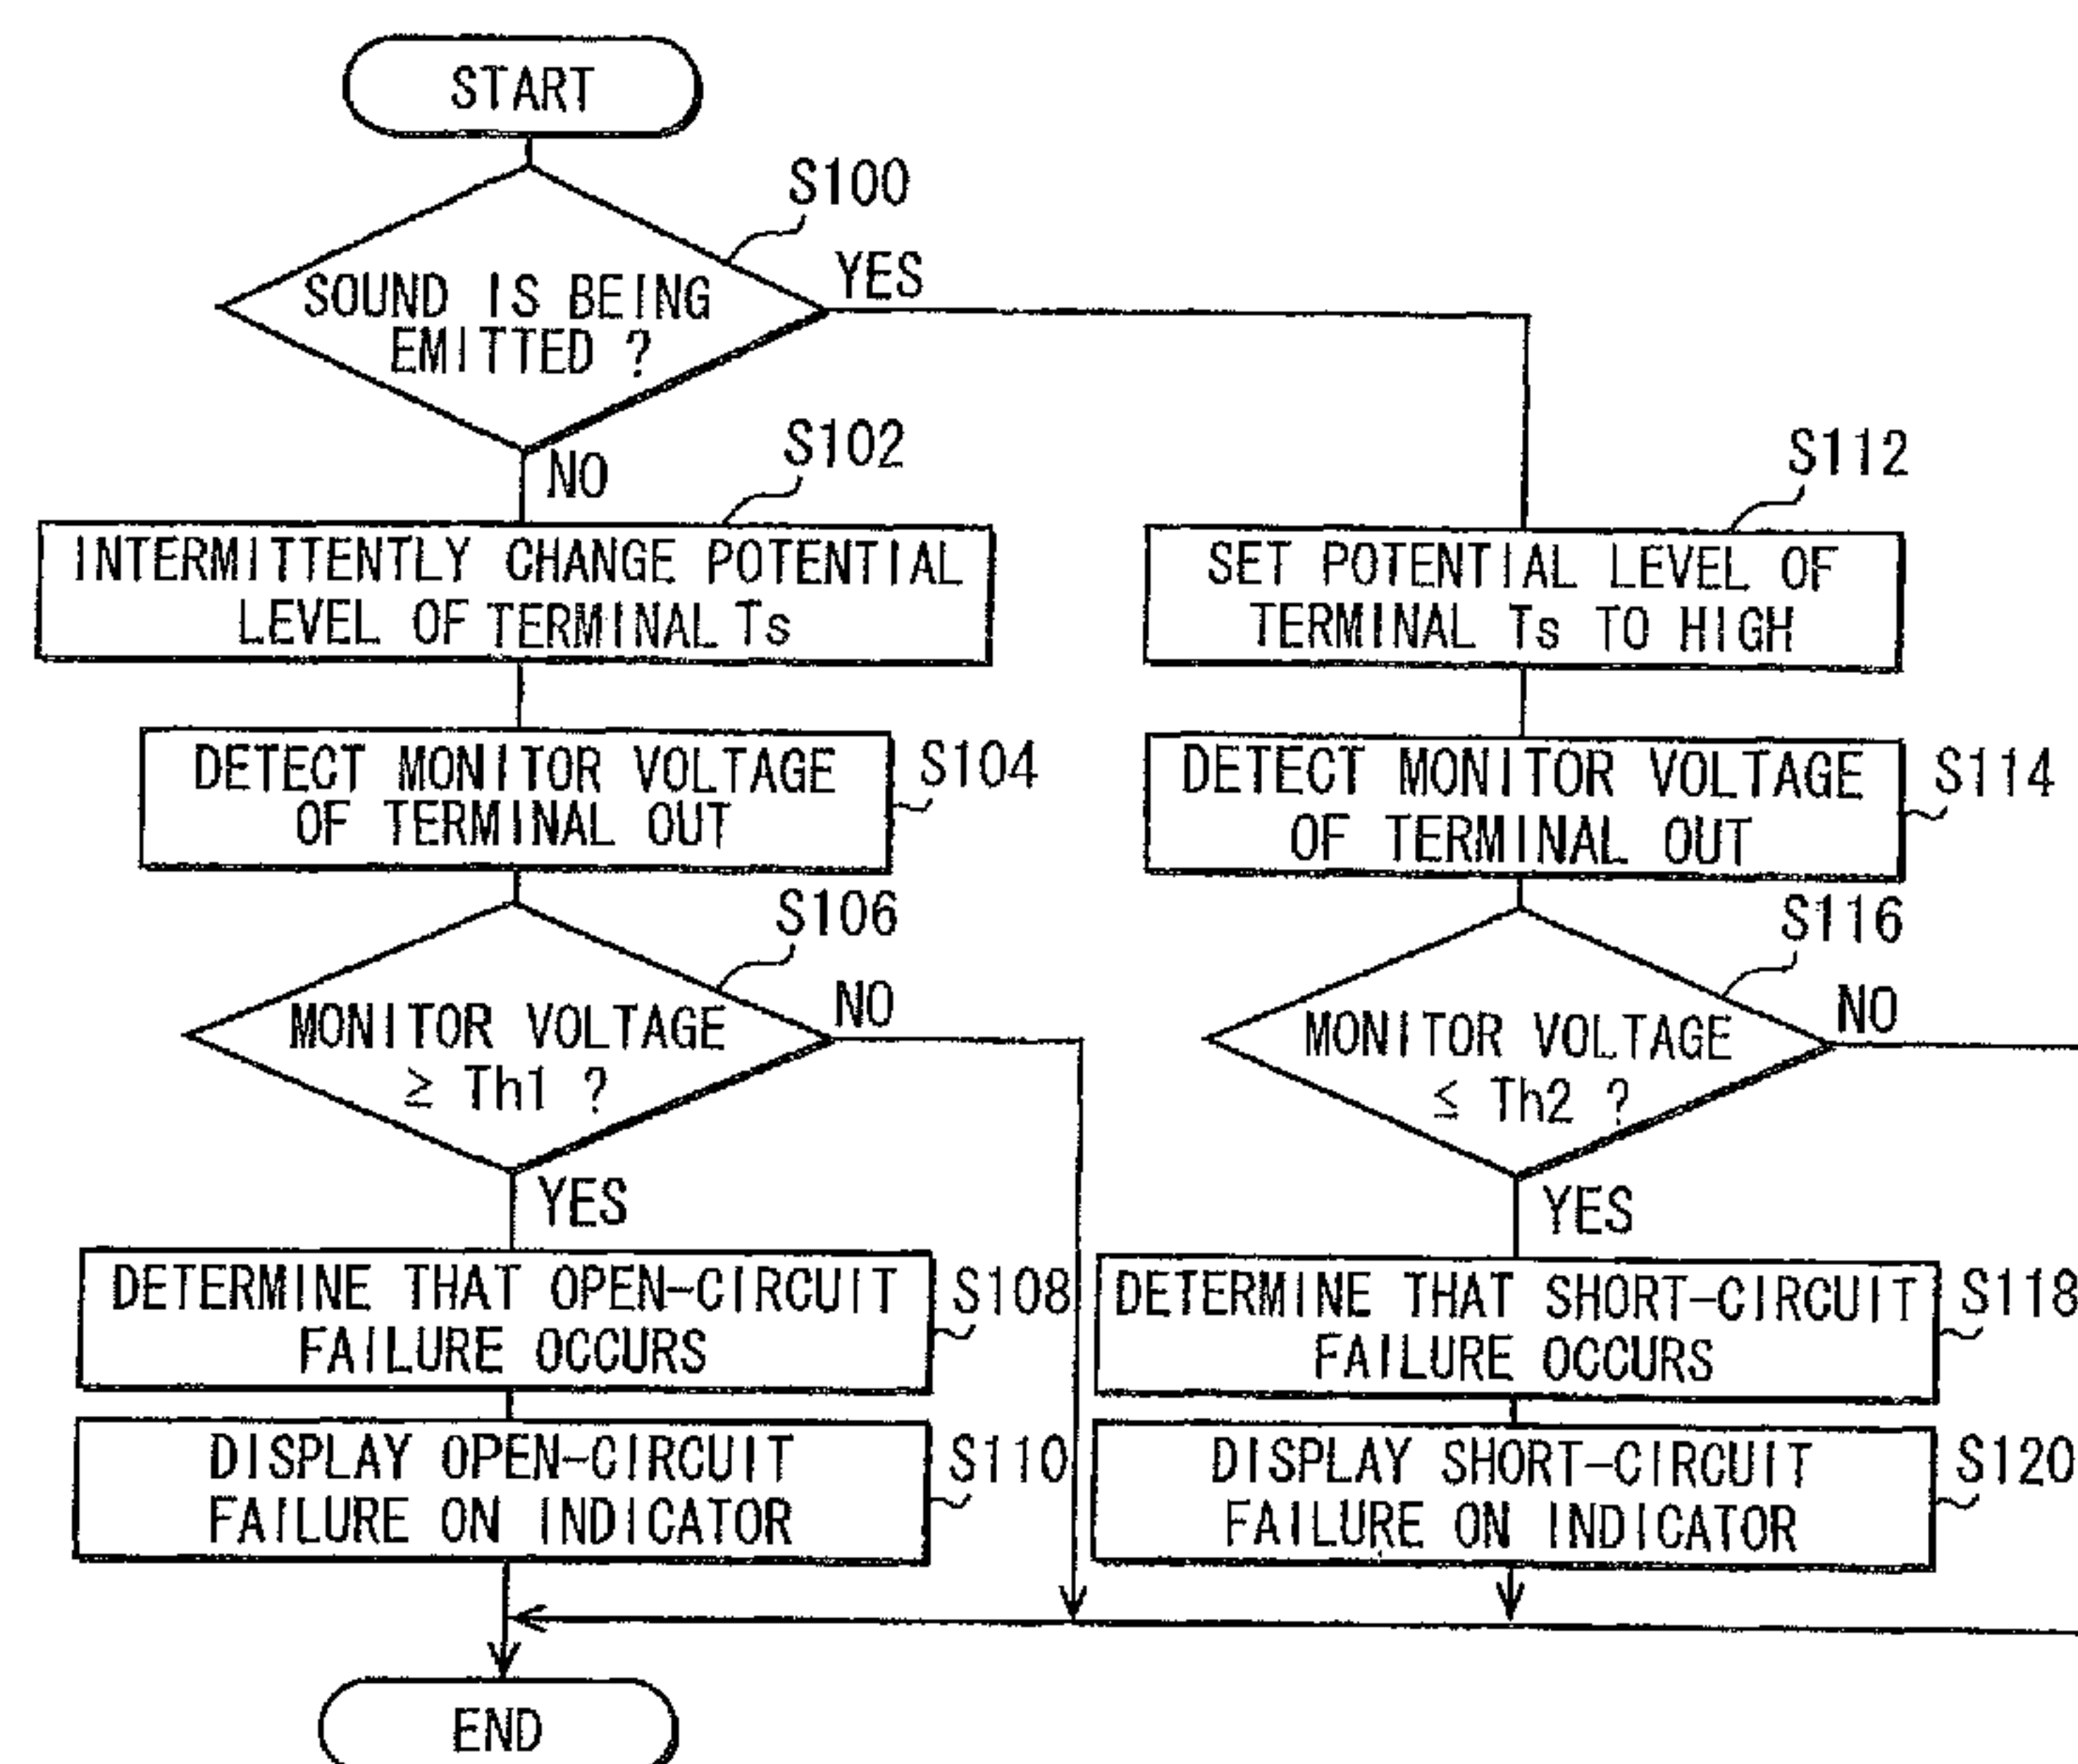 START
S100
SOUND IS BEING
EMITTED ?
YES
NO
S102
INTERMITTENTLY CHANGE POTENTIAL
LEVEL OF TERMINAL Ts
S104
DETECT MONITOR VOLTAGE
OF TERMINAL OUT
S106
MONITOR VOLTAGE
≥ Th1 ?
NO
YES
DETERMINE THAT OPEN-CIRCUIT
FAILURE OCCURS
S108
DISPLAY OPEN-CIRCUIT
FAILURE ON INDICATOR
S110
S112
SET POTENTIAL LEVEL OF
TERMINAL Ts TO HIGH
DETECT MONITOR VOLTAGE
OF TERMINAL OUT
S114
S116
MONITOR VOLTAGE
≤ Th2 ?
NO
YES
DETERMINE THAT SHORT-CIRCUIT
FAILURE OCCURS
S118
DISPLAY SHORT-CIRCUIT
FAILURE ON INDICATOR
S120
END